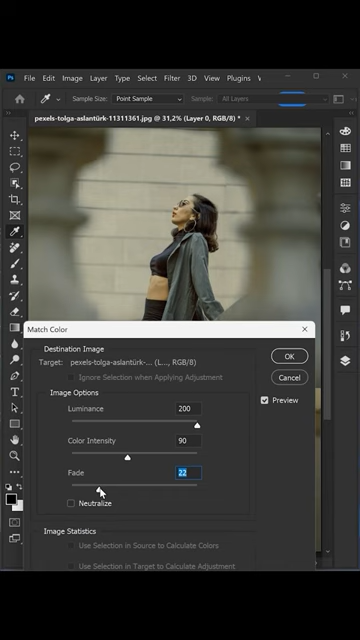 Ps File Edit Image Layer Type Select Filter 3D View Plugins
Sample Size: Point Sample Sample: All Layers
pexels-tolga-aslantürk-11311361.jpg @ 31,2% (Layer 0, RGB/8) *
Match Color
Destination Image
Target: pexels-tolga-aslantürk-... (L..., RGB/8)
OK
Ignore Selection when Applying Adjustment
Cancel
Image Options
Preview
Luminance 200
Color Intensity 90
Fade 22
Neutralize
Image Statistics
Use Selection in Source to Calculate Colors
Use Selection in Target to Calculate Adjustment